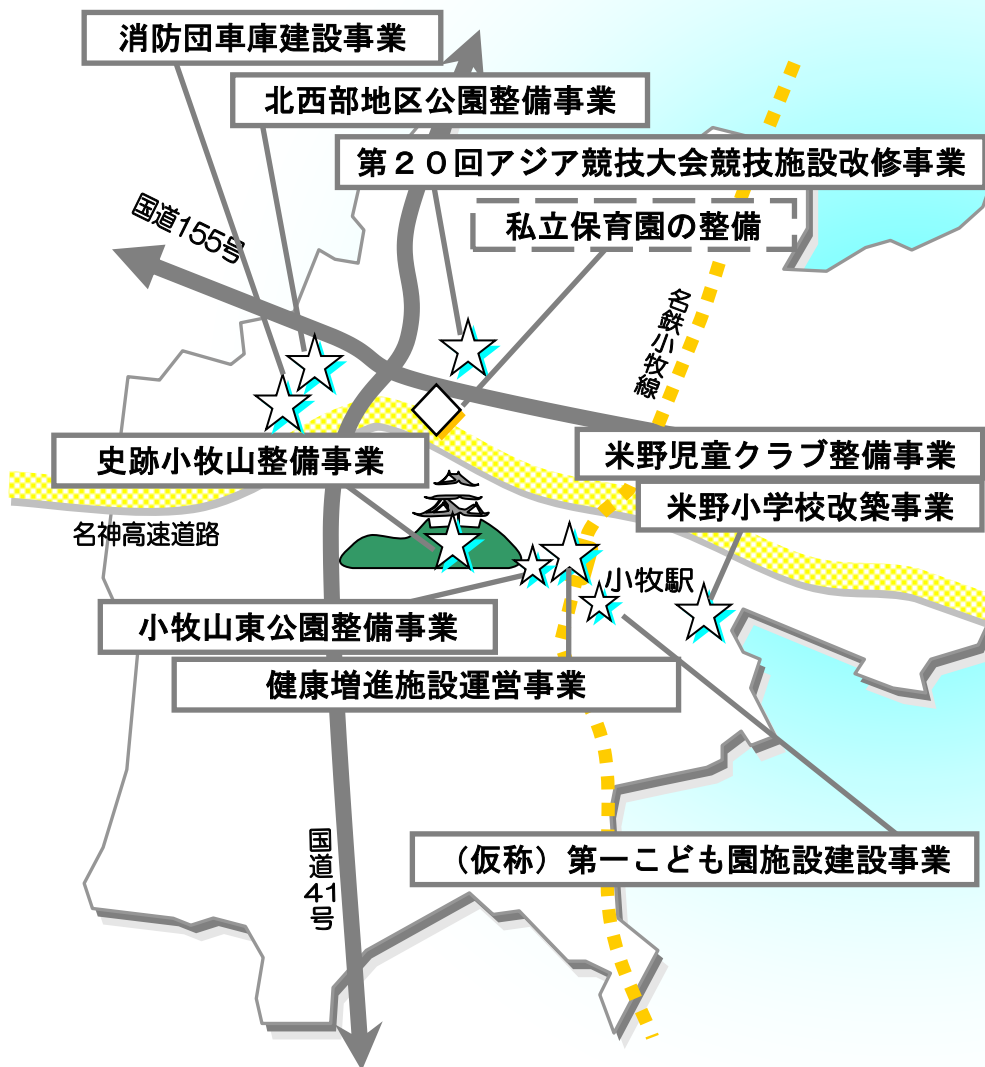 消防団車庫建設事業
北西部地区公園整備事業
第２０回アジア競技大会競技施設改修事業
私立保育園の整備
国道155号
名鉄小牧線
史跡小牧山整備事業
米野児童クラブ整備事業
米野小学校改築事業
名神高速道路
小牧駅
小牧山東公園整備事業
健康増進施設運営事業
国道41号
（仮称）第一こども園施設建設事業